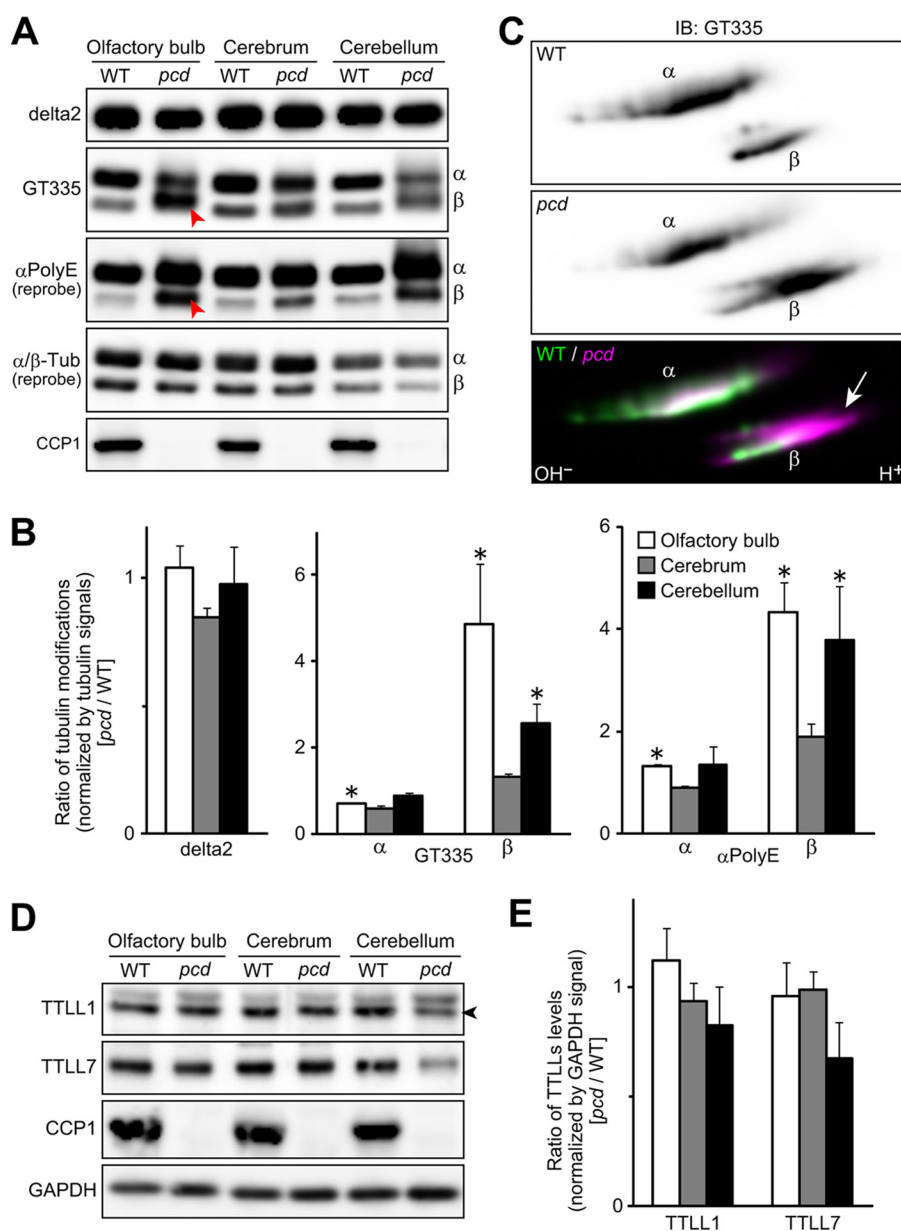 A
Olfactory bulb Cerebrum Cerebellum
WT pcd WT pcd WT pcd
delta2
GT335
α
β
αPolyE
(reprobe)
α
β
α/β-Tub
(reprobe)
α
β
CCP1
C
IB: GT335
WT
α
β
pcd
α
β
WT / pcd
α
β
OH⁻
H⁺
B
Ratio of tubulin modifications
(normalized by tubulin signals)
[pcd / WT]
1
0
delta2
6
4
2
0
*
*
*
α GT335 β
6
4
2
0
Olfactory bulb
Cerebrum
Cerebellum
*
*
*
α αPolyE β
D
Olfactory bulb Cerebrum Cerebellum
WT pcd WT pcd WT pcd
TTLL1
TTLL7
CCP1
GAPDH
E
Ratio of TTLLs levels
(normalized by GAPDH signal)
[pcd / WT]
1
0
TTLL1 TTLL7